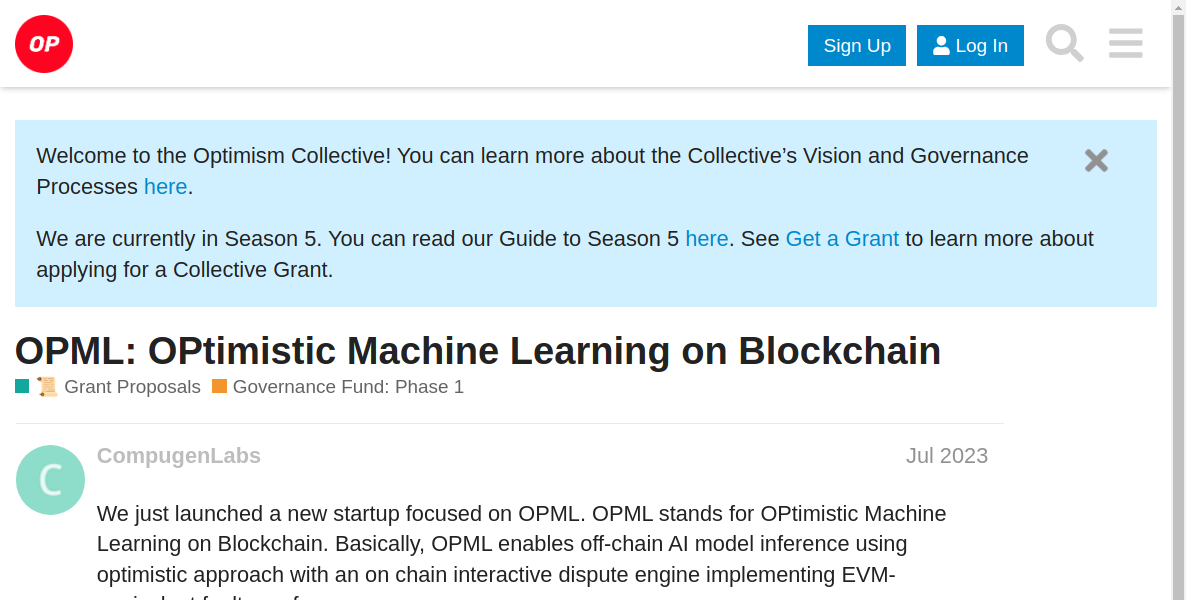 OP
Sign Up
Log In
Welcome to the Optimism Collective! You can learn more about the Collective’s Vision and Governance
Processes here.
We are currently in Season 5. You can read our Guide to Season 5 here. See Get a Grant to learn more about
applying for a Collective Grant.
OPML: OPtimistic Machine Learning on Blockchain
Grant Proposals Governance Fund: Phase 1
C
CompugenLabs
Jul 2023
We just launched a new startup focused on OPML. OPML stands for OPtimistic Machine
Learning on Blockchain. Basically, OPML enables off-chain AI model inference using
optimistic approach with an on chain interactive dispute engine implementing EVM-